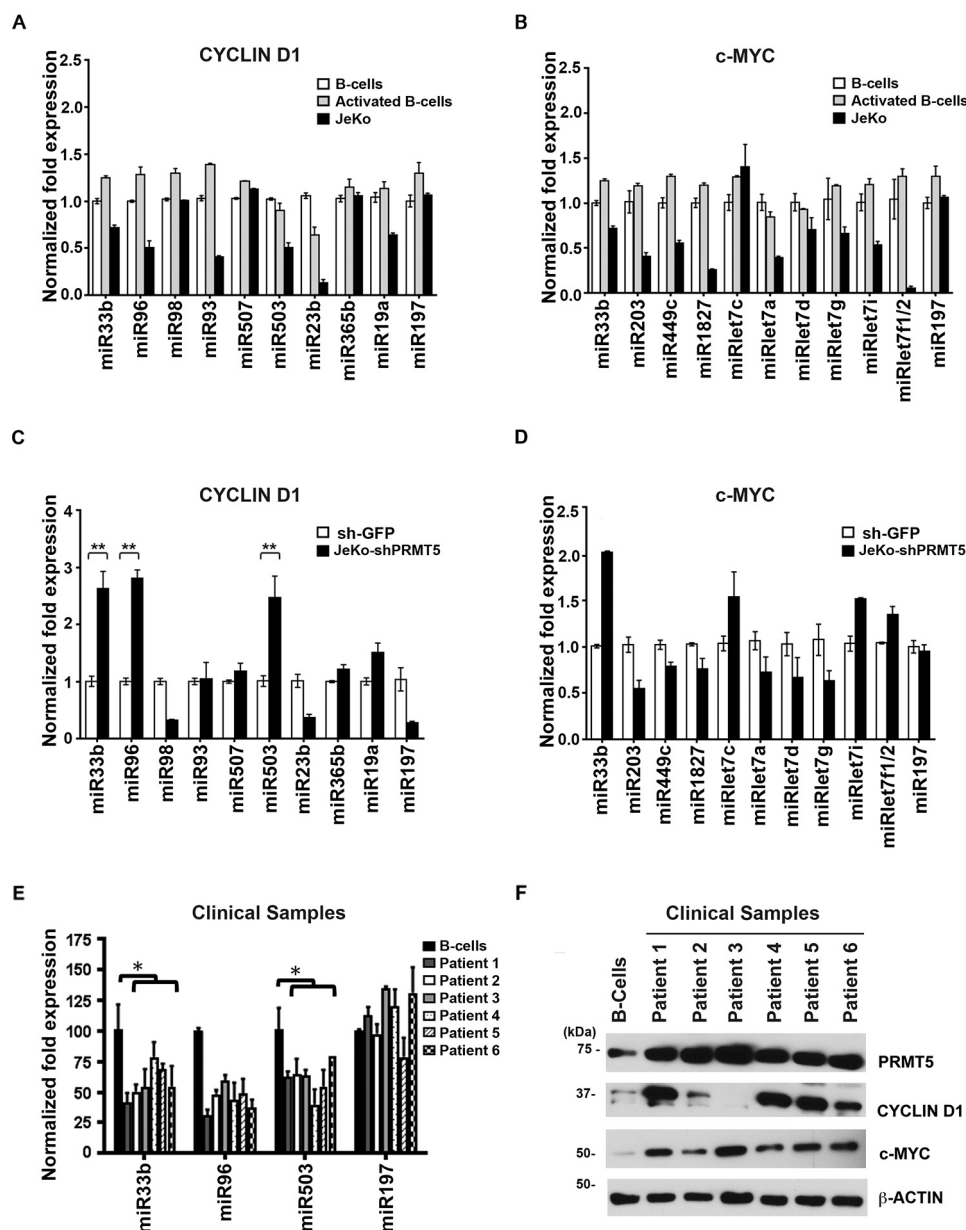 A
CYCLIN D1
Normalized fold expression
2.5
2.0
1.5
1.0
0.5
0.0
B-cells
Activated B-cells
JeKo
miR33b
miR96
miR98
miR93
miR507
miR503
miR23b
miR365b
miR19a
miR197
B
c-MYC
Normalized fold expression
2.5
2.0
1.5
1.0
0.5
0.0
B-cells
Activated B-cells
JeKo
miR33b
miR203
miR449c
miR1827
miRlet7c
miRlet7a
miRlet7d
miRlet7g
miRlet7i
miRlet7f1/2
miR197
C
CYCLIN D1
Normalized fold expression
4
3
2
1
0
** ** **
sh-GFP
JeKo-shPRMT5
miR33b
miR96
miR98
miR93
miR507
miR503
miR23b
miR365b
miR19a
miR197
D
c-MYC
Normalized fold expression
2.5
2.0
1.5
1.0
0.5
0.0
sh-GFP
JeKo-shPRMT5
miR33b
miR203
miR449c
miR1827
miRlet7c
miRlet7a
miRlet7d
miRlet7g
miRlet7i
miRlet7f1/2
miR197
E
Clinical Samples
Normalized fold expression
175
150
125
100
75
50
25
0
* *
B-cells
Patient 1
Patient 2
Patient 3
Patient 4
Patient 5
Patient 6
miR33b
miR96
miR503
miR197
F
Clinical Samples
B-Cells
Patient 1
Patient 2
Patient 3
Patient 4
Patient 5
Patient 6
(kDa)
75 -
PRMT5
37-
CYCLIN D1
50-
c-MYC
50-
β-ACTIN